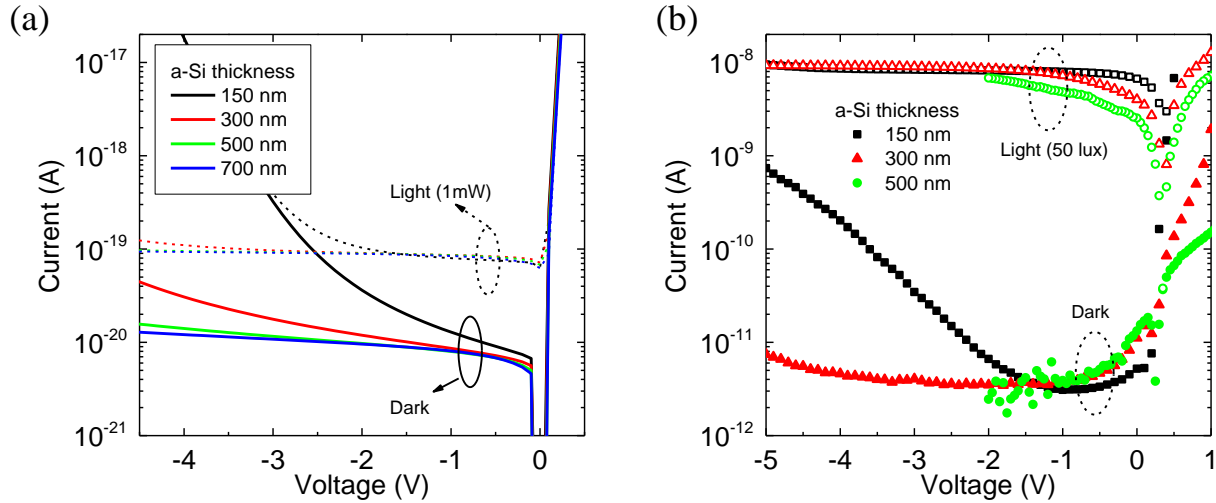 (a)
10^-17
10^-18
10^-19
10^-20
10^-21
Current (A)
a-Si thickness
150 nm
300 nm
500 nm
700 nm
Light (1mW)
Dark
-4 -3 -2 -1 0
Voltage (V)
(b)
10^-8
10^-9
10^-10
10^-11
10^-12
Current (A)
a-Si thickness
150 nm
300 nm
500 nm
Light (50 lux)
Dark
-5 -4 -3 -2 -1 0 1
Voltage (V)